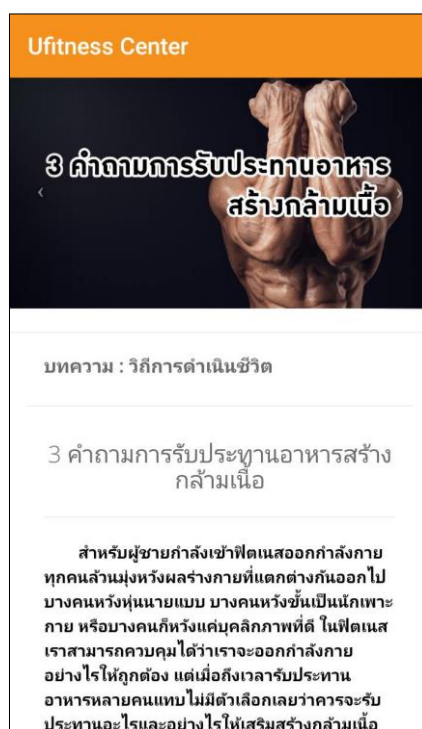 Ufitness Center
3 คำถามการรับประทานอาหาร
สร้างกล้ามเนื้อ
บทความ : วิถีการดำเนินชีวิต
3 คำถามการรับประทานอาหารสร้าง
กล้ามเนื้อ
สำหรับผู้ชายกำลังเข้าฟิตเนสออกกำลังกาย
ทุกคนล้วนมุ่งหวังผลร่างกายที่แตกต่างกันออกไป
บางคนหวังหุ่นนายแบบ บางคนหวังขั้นเป็นนักเพาะ
กาย หรือบางคนก็หวังแค่บุคลิกภาพที่ดี ในฟิตเนส
เราสามารถควบคุมได้ว่าเราจะออกกำลังกาย
อย่างไรให้ถูกต้อง แต่เมื่อถึงเวลารับประทาน
อาหารหลายคนแทบไม่มีตัวเลือกเลยว่าควรจะรับ
ประทานอะไรและอย่างไรให้เสริมสร้างกล้ามเนื้อ